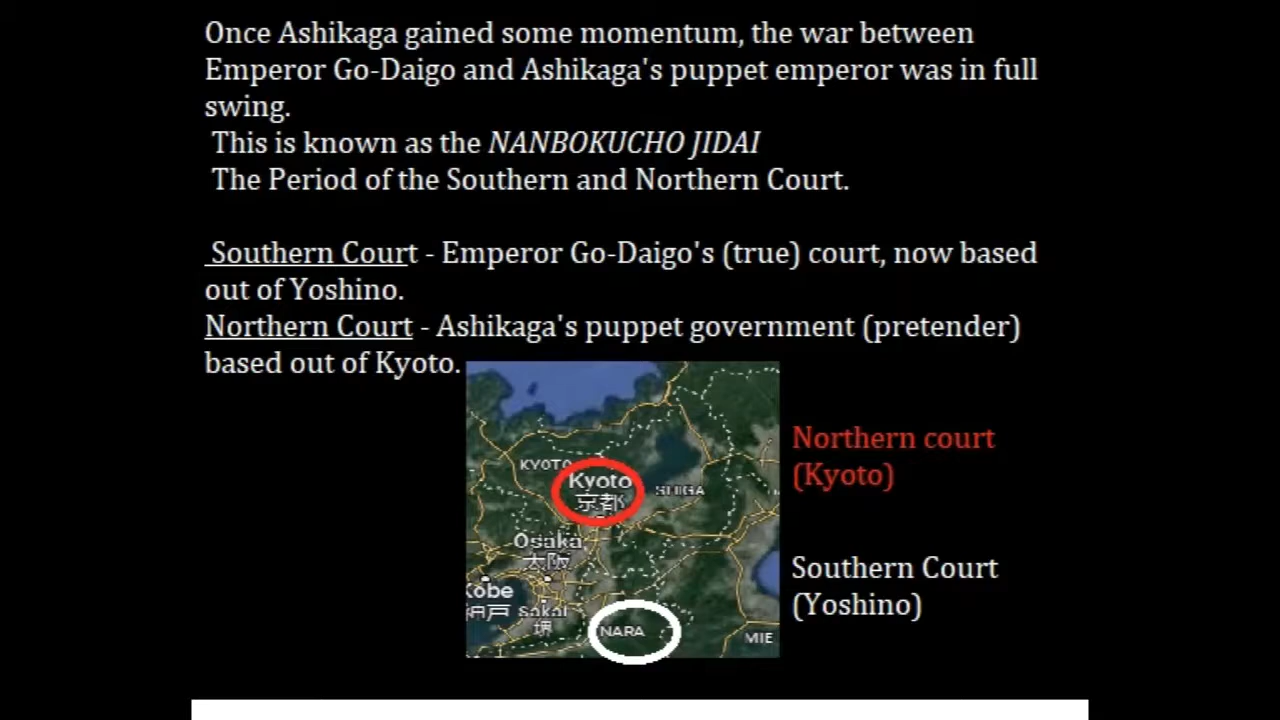 Once Ashikaga gained some momentum, the war between
Emperor Go-Daigo and Ashikaga's puppet emperor was in full
swing.
This is known as the NANBOKUCHO JIDAI
The Period of the Southern and Northern Court.
Southern Court - Emperor Go-Daigo's (true) court, now based
out of Yoshino.
Northern Court - Ashikaga's puppet government (pretender)
based out of Kyoto.
Northern court
(Kyoto)
KYOTO
Kyoto
京都
SHIGA
Osaka
大阪
Kobe
神戸
Sakai
堺
NARA
MIE
Southern Court
(Yoshino)